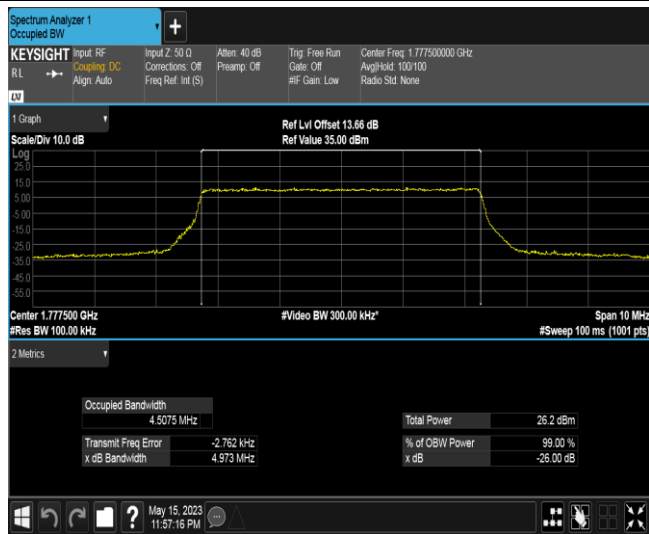 Spectrum Analyzer 1
Occupied BW
+
KEYSIGHT
RL
LXI
Input: RF
Coupling: DC
Align: Auto
Input Z: 50 Ω
Corrections: Off
Freq Ref: Int (S)
Atten: 40 dB
Preamp: Off
Trig: Free Run
Gate: Off
#IF Gain: Low
Center Freq: 1.777500000 GHz
Avg|Hold: 100/100
Radio Std: None
1 Graph
Scale/Div 10.0 dB
Ref Lvl Offset 13.66 dB
Ref Value 35.00 dBm
Log
25.0
15.0
5.00
-5.00
-15.0
-25.0
-35.0
-45.0
-55.0
Center 1.777500 GHz
#Res BW 100.00 kHz
#Video BW 300.00 kHz*
Span 10 MHz
#Sweep 100 ms (1001 pts)
2 Metrics
Occupied Bandwidth
4.5075 MHz
Transmit Freq Error -2.762 kHz
x dB Bandwidth 4.973 MHz
Total Power 26.2 dBm
% of OBW Power 99.00 %
x dB -26.00 dB
?
May 15, 2023
11:57:16 PM